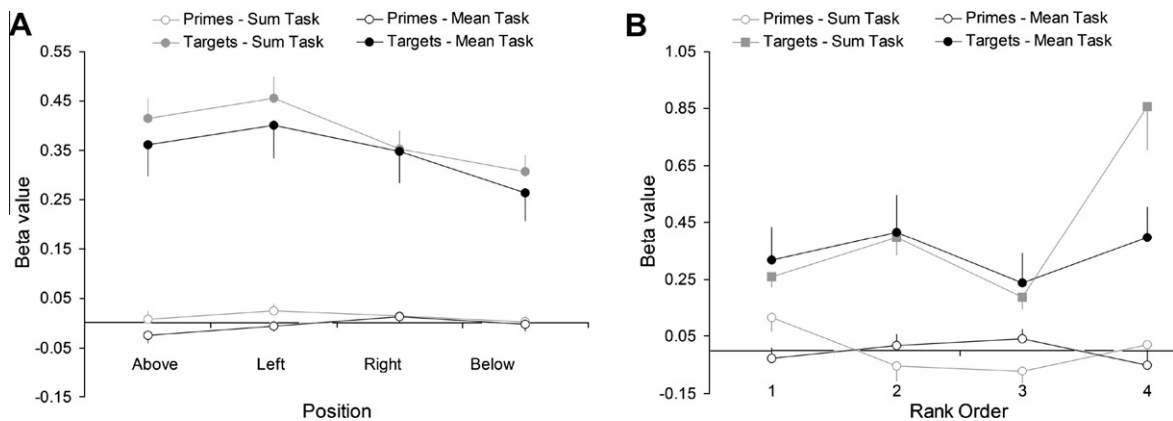 A
Primes - Sum Task
Primes - Mean Task
Targets - Sum Task
Targets - Mean Task
0.55
0.45
0.35
0.25
0.15
0.05
-0.05
-0.15
Beta value
Above
Left
Right
Below
Position
B
Primes - Sum Task
Primes - Mean Task
Targets - Sum Task
Targets - Mean Task
1.05
0.85
0.65
0.45
0.25
0.05
-0.15
Beta value
1
2
3
4
Rank Order